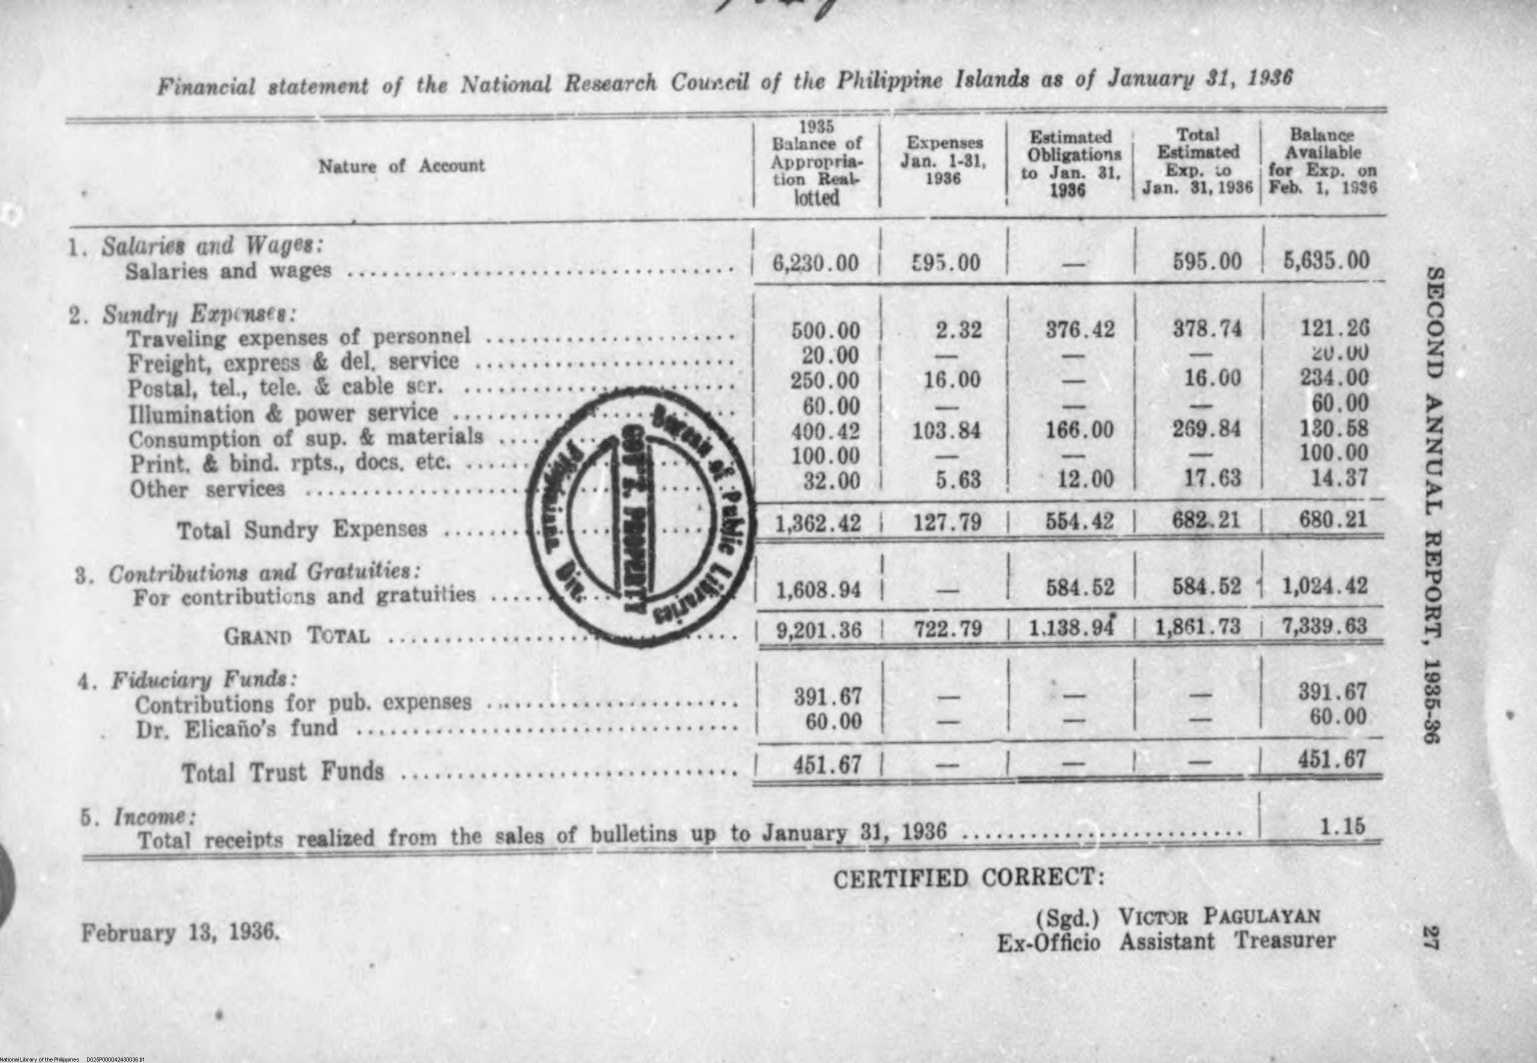 Financial statement of the National Research Council of the Philippine Islands as of January 31, 1936
Nature of Account
1935 Balance of Appropria-tion Real-lotted
Expenses Jan. 1-31, 1936
Estimated Obligations to Jan. 31, 1936
Total Estimated Exp. to Jan. 31, 1936
Balance Available for Exp. on Feb. 1, 1936
1. Salaries and Wages:
Salaries and wages 6,230.00 595.00 — 595.00 5,635.00
2. Sundry Expenses:
Traveling expenses of personnel 500.00 2.32 376.42 378.74 121.26
Freight, express & del. service 20.00 — — — 20.00
Postal, tel., tele. & cable ser. 250.00 16.00 — 16.00 234.00
Illumination & power service 60.00 — — — 60.00
Consumption of sup. & materials 400.42 103.84 166.00 269.84 130.58
Print. & bind. rpts., docs. etc. 100.00 — — — 100.00
Other services 32.00 5.63 12.00 17.63 14.37
Total Sundry Expenses 1,362.42 127.79 554.42 682.21 680.21
3. Contributions and Gratuities:
For contributions and gratuities 1,608.94 — 584.52 584.52 1,024.42
GRAND TOTAL 9,201.36 722.79 1.138.94 1,861.73 7,339.63
4. Fiduciary Funds:
Contributions for pub. expenses 391.67 — — — 391.67
Dr. Elicaño's fund 60.00 — — — 60.00
Total Trust Funds 451.67 — — — 451.67
5. Income:
Total receipts realized from the sales of bulletins up to January 31, 1936 1.15
CERTIFIED CORRECT:
(Sgd.) VICTOR PAGULAYAN
Ex-Officio Assistant Treasurer
February 13, 1936.
SECOND ANNUAL REPORT, 1935-36
27
Bureau of Public Libraries
GOV'T. PROPERTY
Filipiniana Div.
National Library of the Philippines